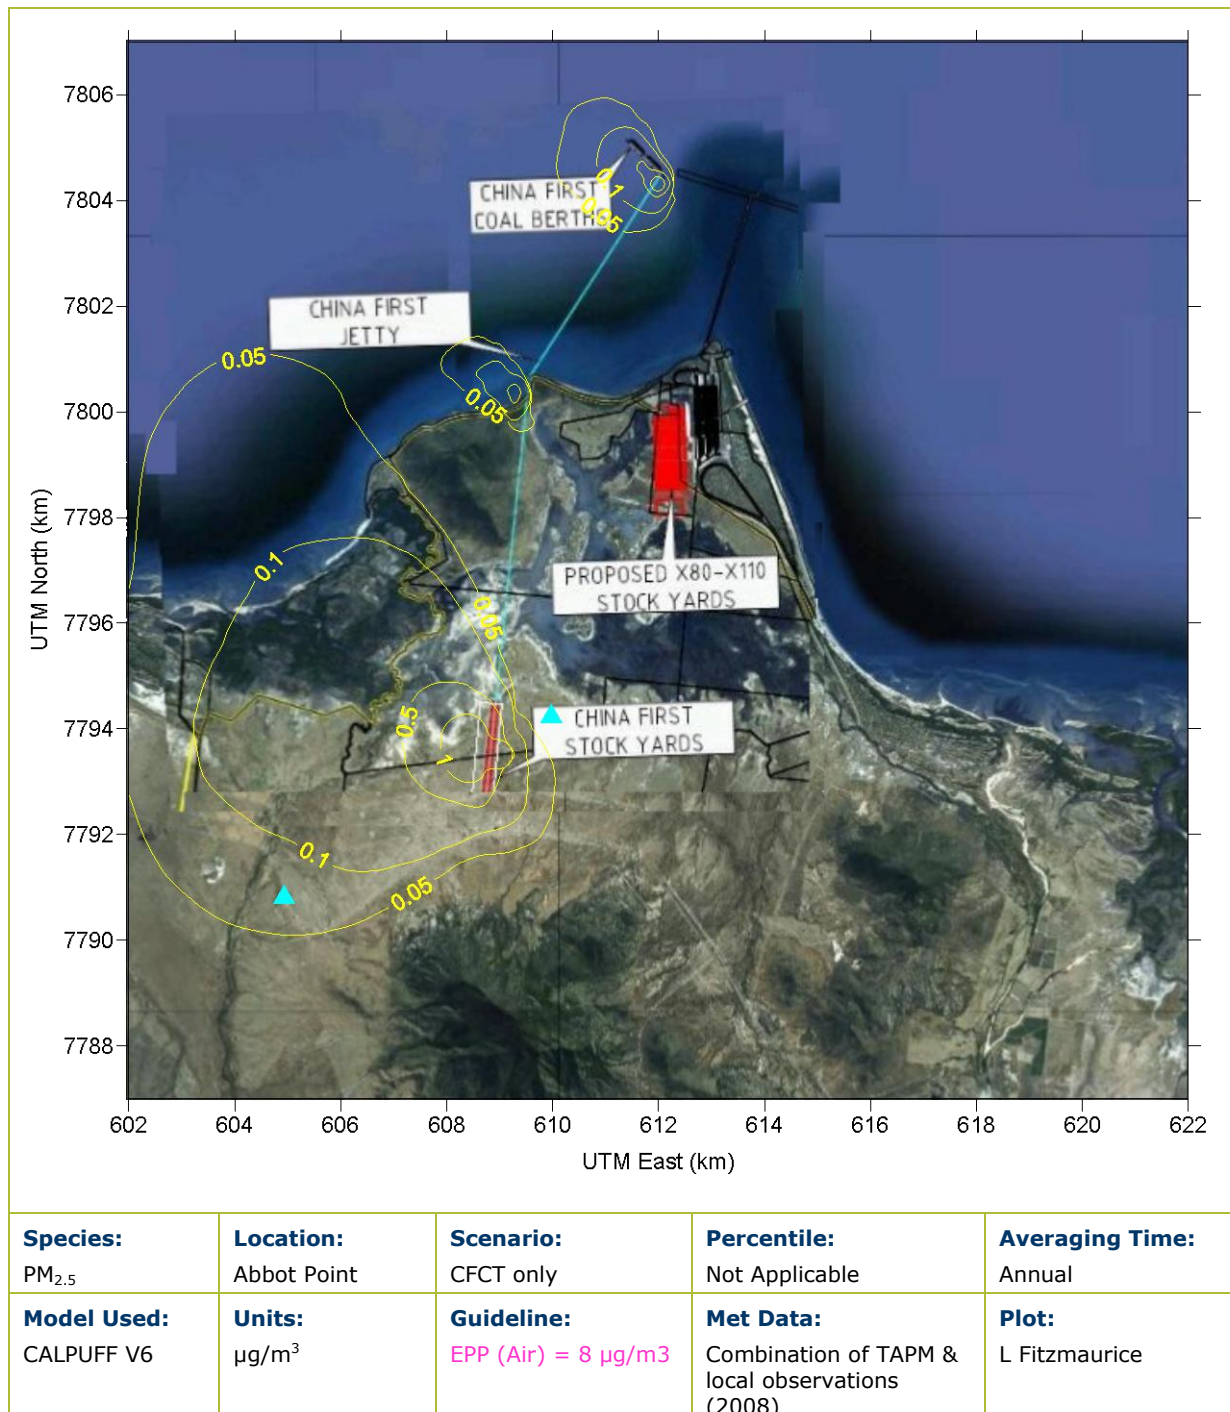 7806
7804
7802
7800
7798
7796
7794
7792
7790
7788
UTM North (km)
602 604 606 608 610 612 614 616 618 620 622
UTM East (km)
CHINA FIRST
COAL BERTHS
0.1
0.05
CHINA FIRST
JETTY
0.05
0.05
0.1
0.05
PROPOSED X80-X110
STOCK YARDS
0.5
1
CHINA FIRST
STOCK YARDS
0.1
0.05
Species:
PM2.5
Location:
Abbot Point
Scenario:
CFCT only
Percentile:
Not Applicable
Averaging Time:
Annual
Model Used:
CALPUFF V6
Units:
µg/m³
Guideline:
EPP (Air) = 8 µg/m3
Met Data:
Combination of TAPM &
local observations
(2008)
Plot:
L Fitzmaurice